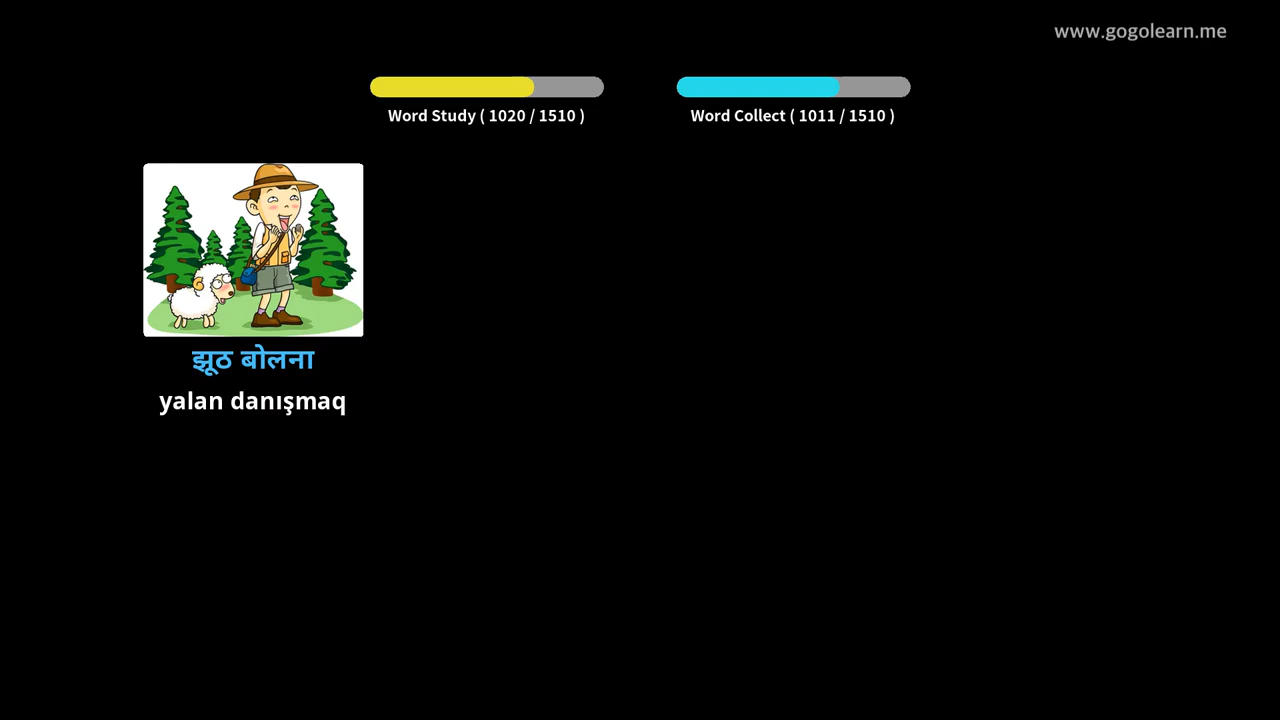 www.gogolearn.me
Word Study ( 1020 / 1510 )
Word Collect ( 1011 / 1510 )
झूठ बोलना
yalan danışmaq